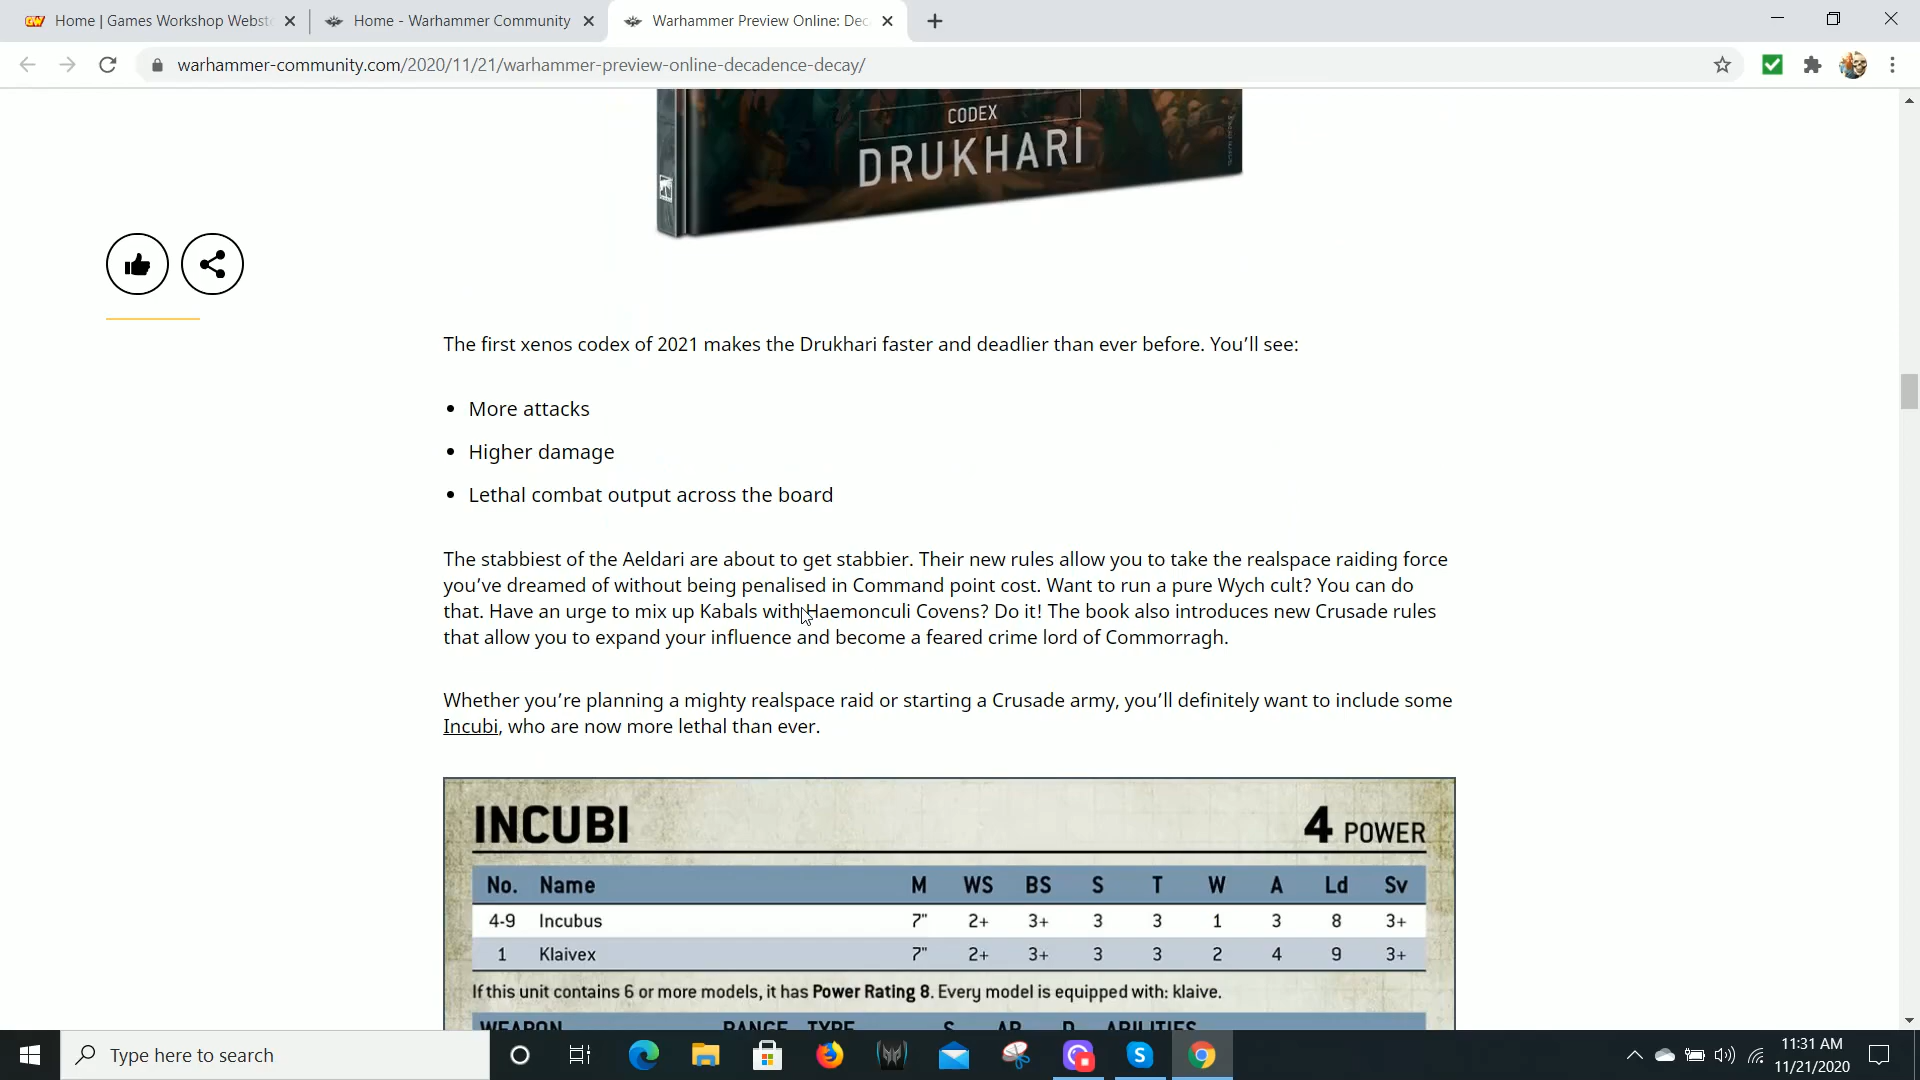 Home | Games Workshop Webst
Home - Warhammer Community
Warhammer Preview Online: Dec
warhammer-community.com/2020/11/21/warhammer-preview-online-decadence-decay/
CODEX
DRUKHARI
The first xenos codex of 2021 makes the Drukhari faster and deadlier than ever before. You’ll see:
• More attacks
• Higher damage
• Lethal combat output across the board
The stabbiest of the Aeldari are about to get stabbier. Their new rules allow you to take the realspace raiding force
you’ve dreamed of without being penalised in Command point cost. Want to run a pure Wych cult? You can do
that. Have an urge to mix up Kabals with Haemonculi Covens? Do it! The book also introduces new Crusade rules
that allow you to expand your influence and become a feared crime lord of Commorragh.
Whether you’re planning a mighty realspace raid or starting a Crusade army, you’ll definitely want to include some
Incubi, who are now more lethal than ever.
INCUBI 4 POWER
No. Name M WS BS S T W A Ld Sv
4-9 Incubus 7" 2+ 3+ 3 3 1 3 8 3+
1 Klaivex 7" 2+ 3+ 3 3 2 4 9 3+
If this unit contains 6 or more models, it has Power Rating 8. Every model is equipped with: klaive.
WEAPON RANGE TYPE S AP D ABILITIES
Type here to search
11:31 AM
11/21/2020